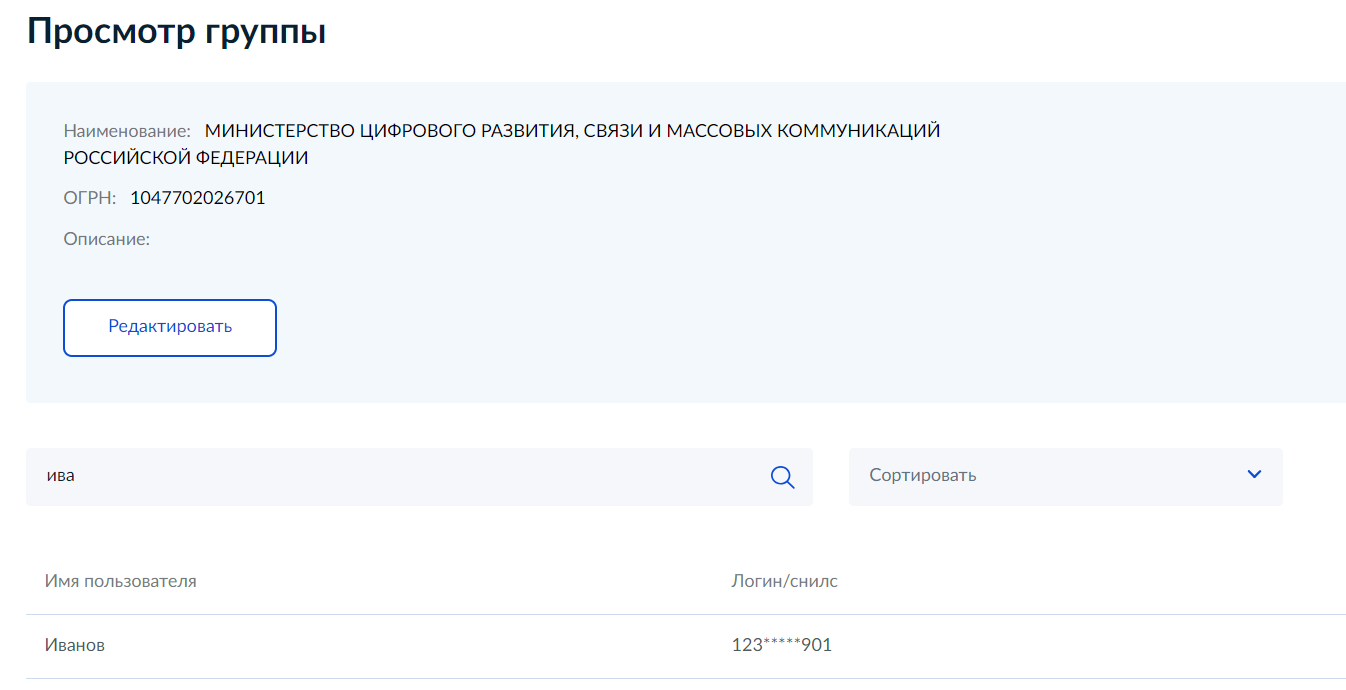 Просмотр группы
Наименование: МИНИСТЕРСТВО ЦИФРОВОГО РАЗВИТИЯ, СВЯЗИ И МАССОВЫХ КОММУНИКАЦИЙ
РОССИЙСКОЙ ФЕДЕРАЦИИ
ОГРН: 1047702026701
Описание:
Редактировать
ива
Сортировать
Имя пользователя Логин/снилс
Иванов 123*****901